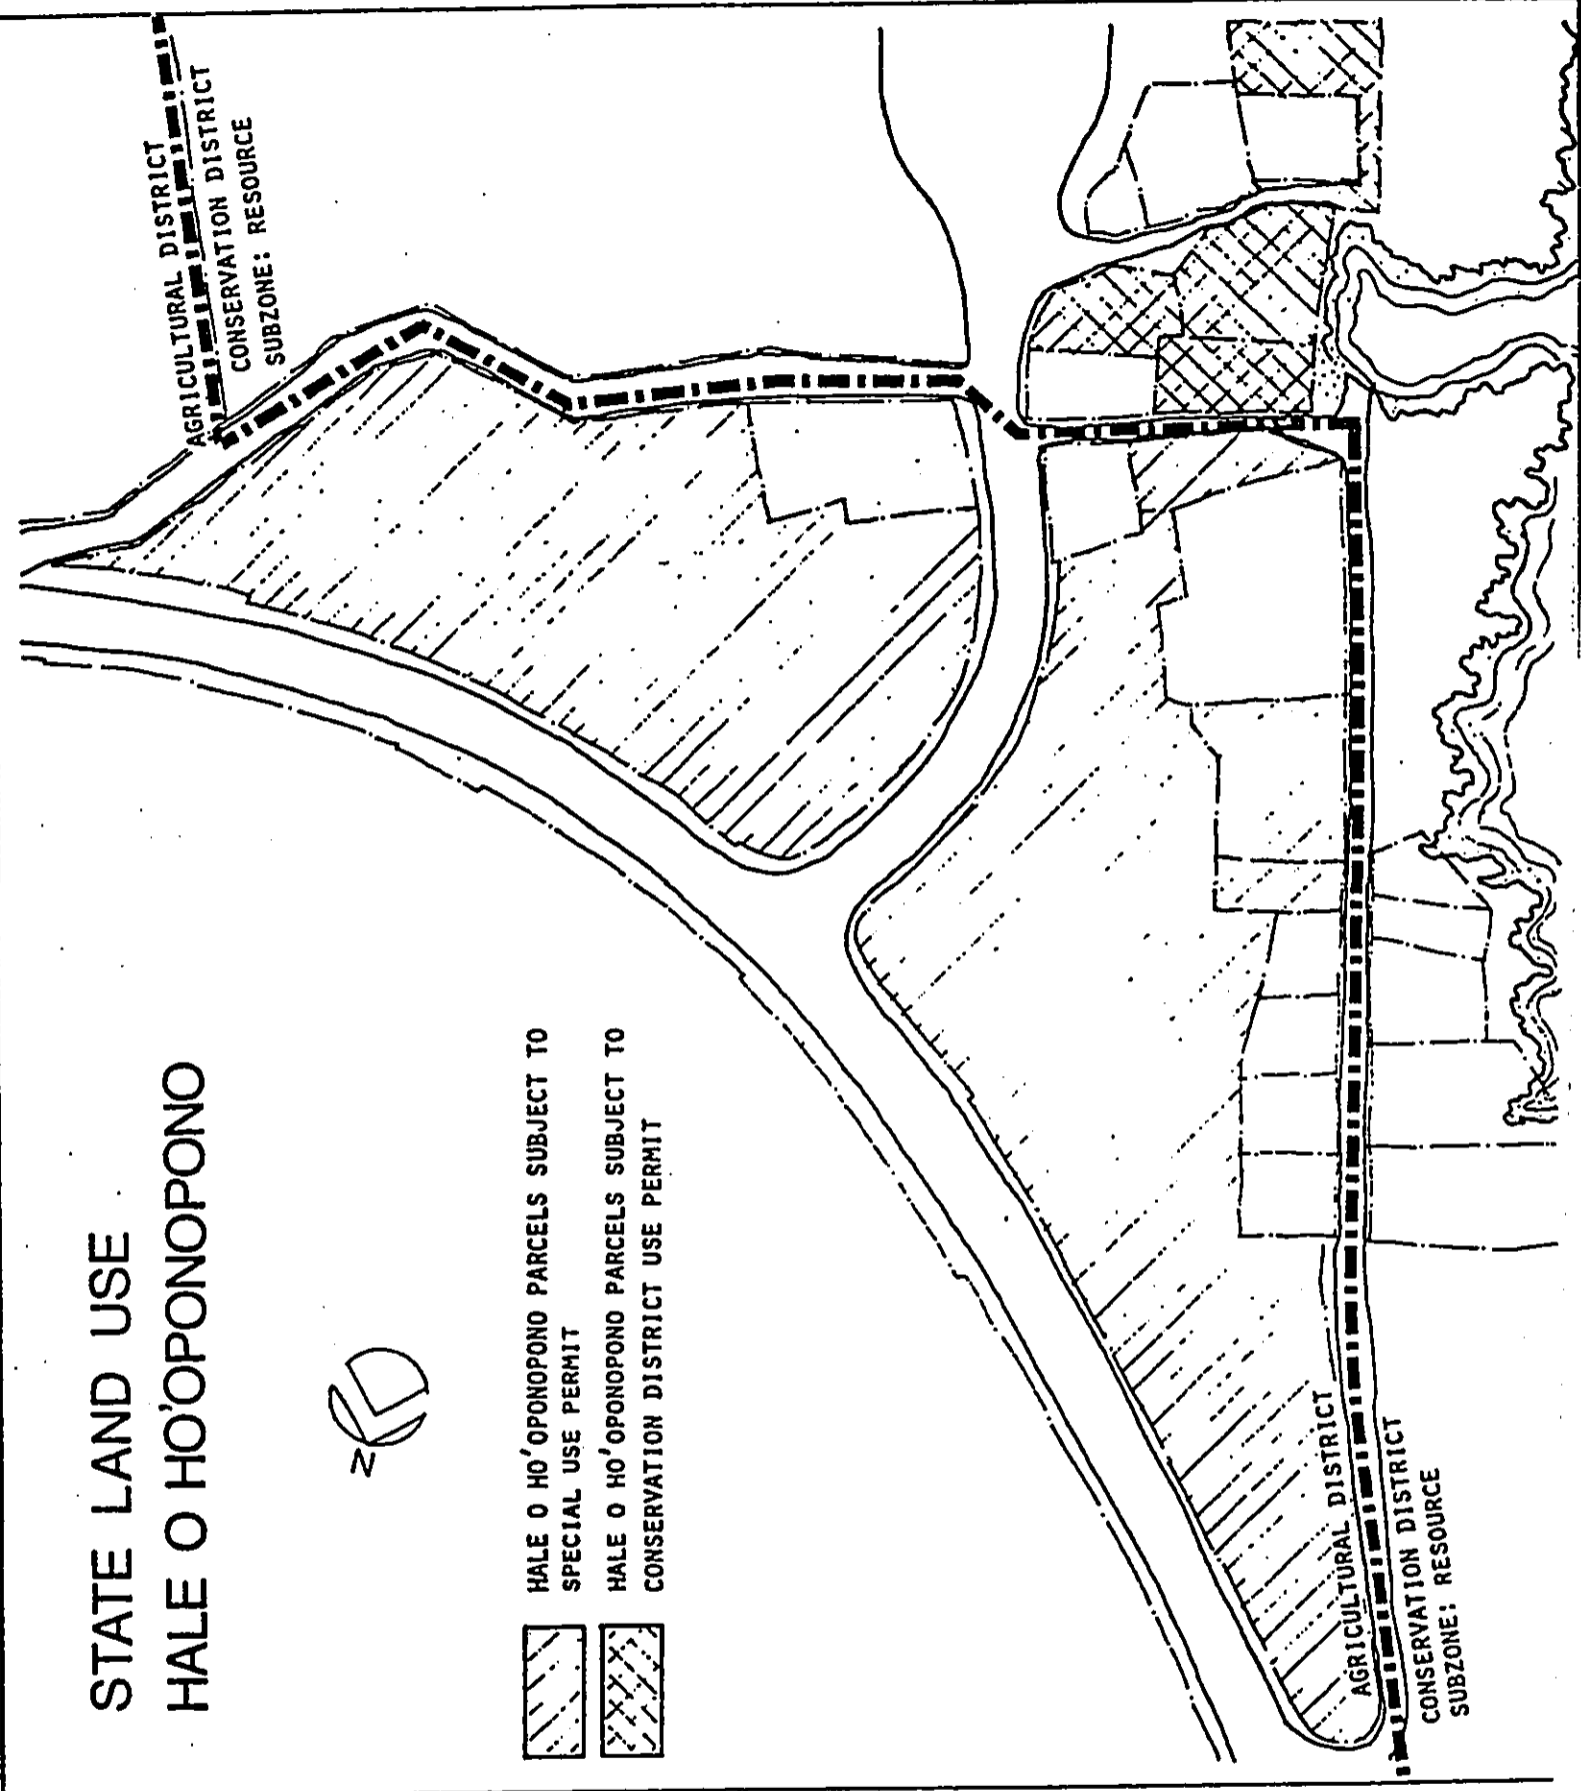 STATE LAND USE
HALE O HO'OPONOPONO
N
HALE O HO'OPONOPONO PARCELS SUBJECT TO
SPECIAL USE PERMIT
HALE O HO'OPONOPONO PARCELS SUBJECT TO
CONSERVATION DISTRICT USE PERMIT
AGRICULTURAL DISTRICT
CONSERVATION DISTRICT
SUBZONE: RESOURCE
AGRICULTURAL DISTRICT
CONSERVATION DISTRICT
SUBZONE: RESOURCE